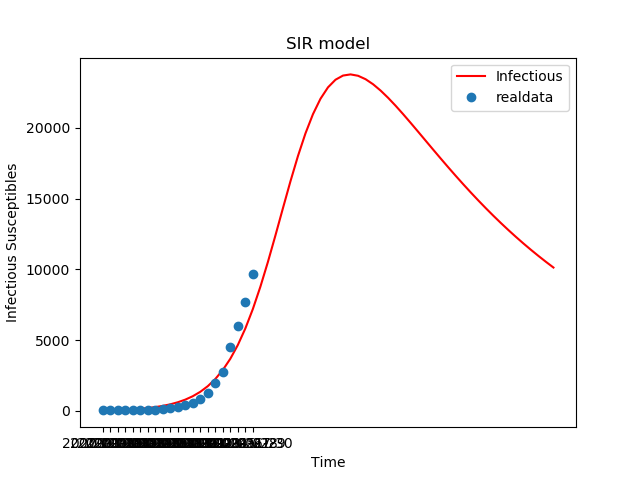 SIR model
Infectious
realdata
20000
15000
10000
5000
0
Infectious Susceptibles
Time